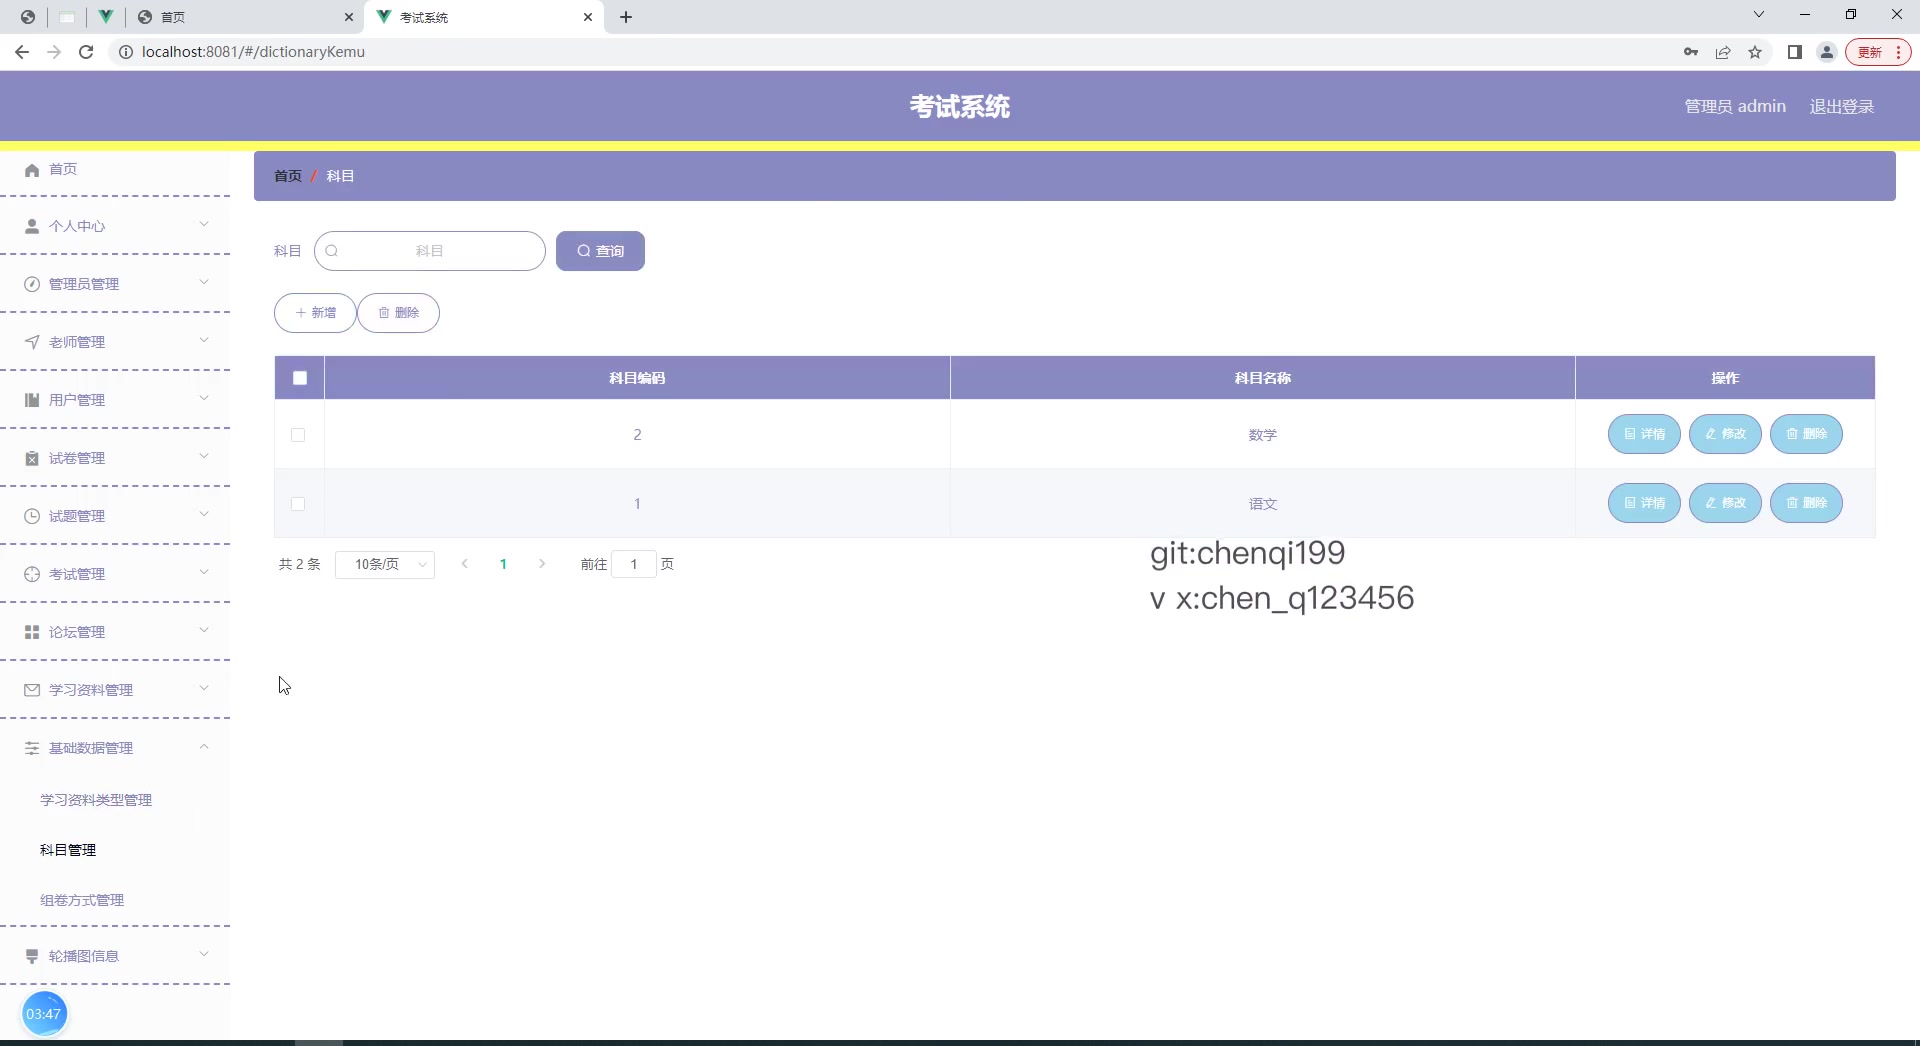 首页
考试系统
localhost:8081/#/dictionaryKemu
更新
考试系统
管理员 admin
退出登录
首页
个人中心
管理员管理
老师管理
用户管理
试卷管理
试题管理
考试管理
论坛管理
学习资料管理
基础数据管理
学习资料类型管理
科目管理
组卷方式管理
轮播图信息
03:47
首页 / 科目
科目 科目 查询
新增 删除
科目编码 科目名称 操作
2 数学 详情 修改 删除
1 语文 详情 修改 删除
共 2 条 10条/页 1 前往 1 页
git:chenqi199
v x:chen_q123456